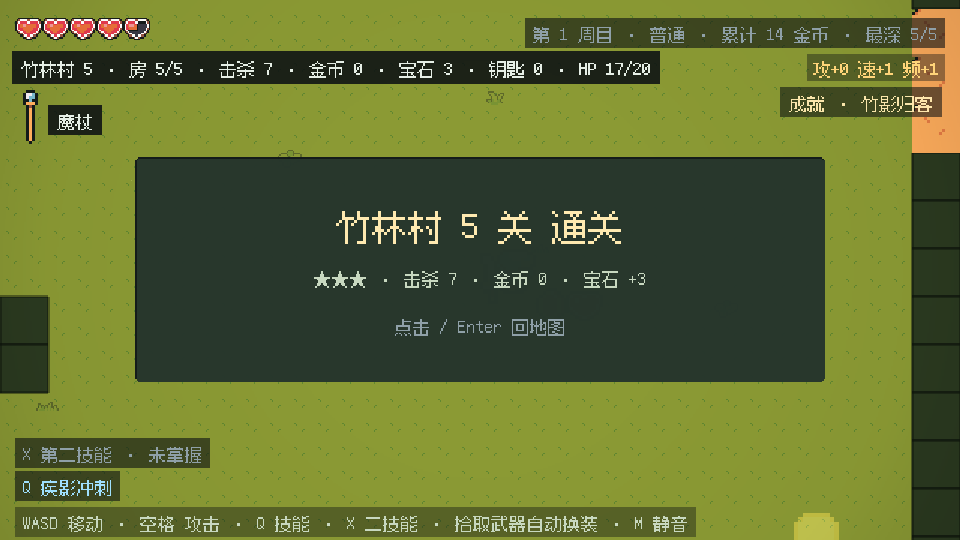 第 1 周目 · 普通 · 累计 14 金币 · 最深 5/5
竹林村 5 · 房 5/5 · 击杀 7 · 金币 0 · 宝石 3 · 钥匙 0 · HP 17/20
攻+0 速+1 频+1
成就 · 竹影归客
魔杖
竹林村 5 关 通关
★★★ · 击杀 7 · 金币 0 · 宝石 +3
点击 / Enter 回地图
X 第二技能 · 未掌握
Q 疾影冲刺
WASD 移动 · 空格 攻击 · Q 技能 · X 二技能 · 拾取武器自动换装 · M 静音